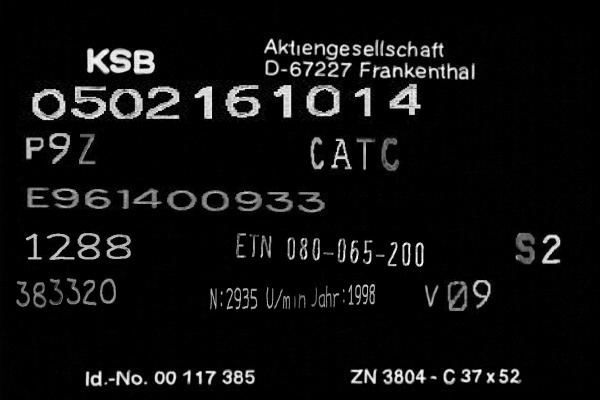 KSB Aktiengesellschaft
D-67227 Frankenthal
0502161014
P9Z CATC
E961400933
1288 ETN 080-065-200 S2
383320 N:2935 U/min Jahr:1998 VØ9
Id.-No. 00 117 385 ZN 3804 - C 37 x 52